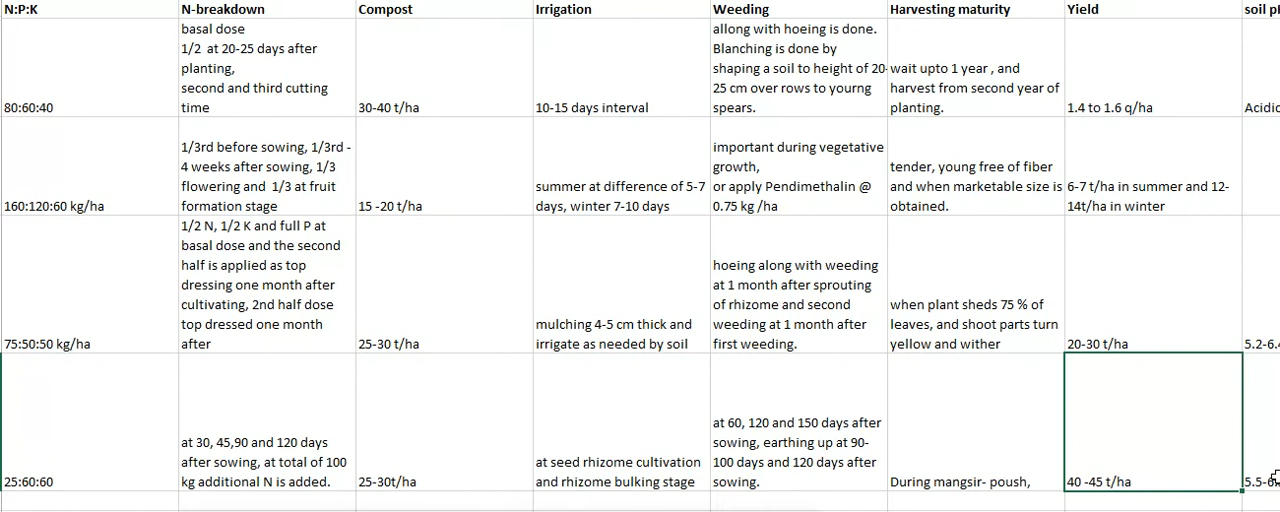 N:P:K
N-breakdown
Compost
Irrigation
Weeding
Harvesting maturity
Yield
80:60:40
basal dose
1/2 at 20-25 days after
planting,
second and third cutting
time
30-40 t/ha
10-15 days interval
allong with hoeing is done.
Blanching is done by
shaping a soil to height of 20-
25 cm over rows to yourng
spears.
wait upto 1 year , and
harvest from second year of
planting.
1.4 to 1.6 q/ha
160:120:60 kg/ha
1/3rd before sowing, 1/3rd -
4 weeks after sowing, 1/3
flowering and 1/3 at fruit
formation stage
15 -20 t/ha
summer at difference of 5-7
days, winter 7-10 days
important during vegetative
growth,
or apply Pendimethalin @
0.75 kg /ha
tender, young free of fiber
and when marketable size is
obtained.
6-7 t/ha in summer and 12-
14t/ha in winter
75:50:50 kg/ha
1/2 N, 1/2 K and full P at
basal dose and the second
half is applied as top
dressing one month after
cultivating, 2nd half dose
top dressed one month
after
25-30 t/ha
mulching 4-5 cm thick and
irrigate as needed by soil
hoeing along with weeding
at 1 month after sprouting
of rhizome and second
weeding at 1 month after
first weeding.
when plant sheds 75 % of
leaves, and shoot parts turn
yellow and wither
20-30 t/ha
25:60:60
at 30, 45,90 and 120 days
after sowing, at total of 100
kg additional N is added.
25-30t/ha
at seed rhizome cultivation
and rhizome bulking stage
at 60, 120 and 150 days after
sowing, earthing up at 90-
100 days and 120 days after
sowing.
During mangsir- poush,
40 -45 t/ha